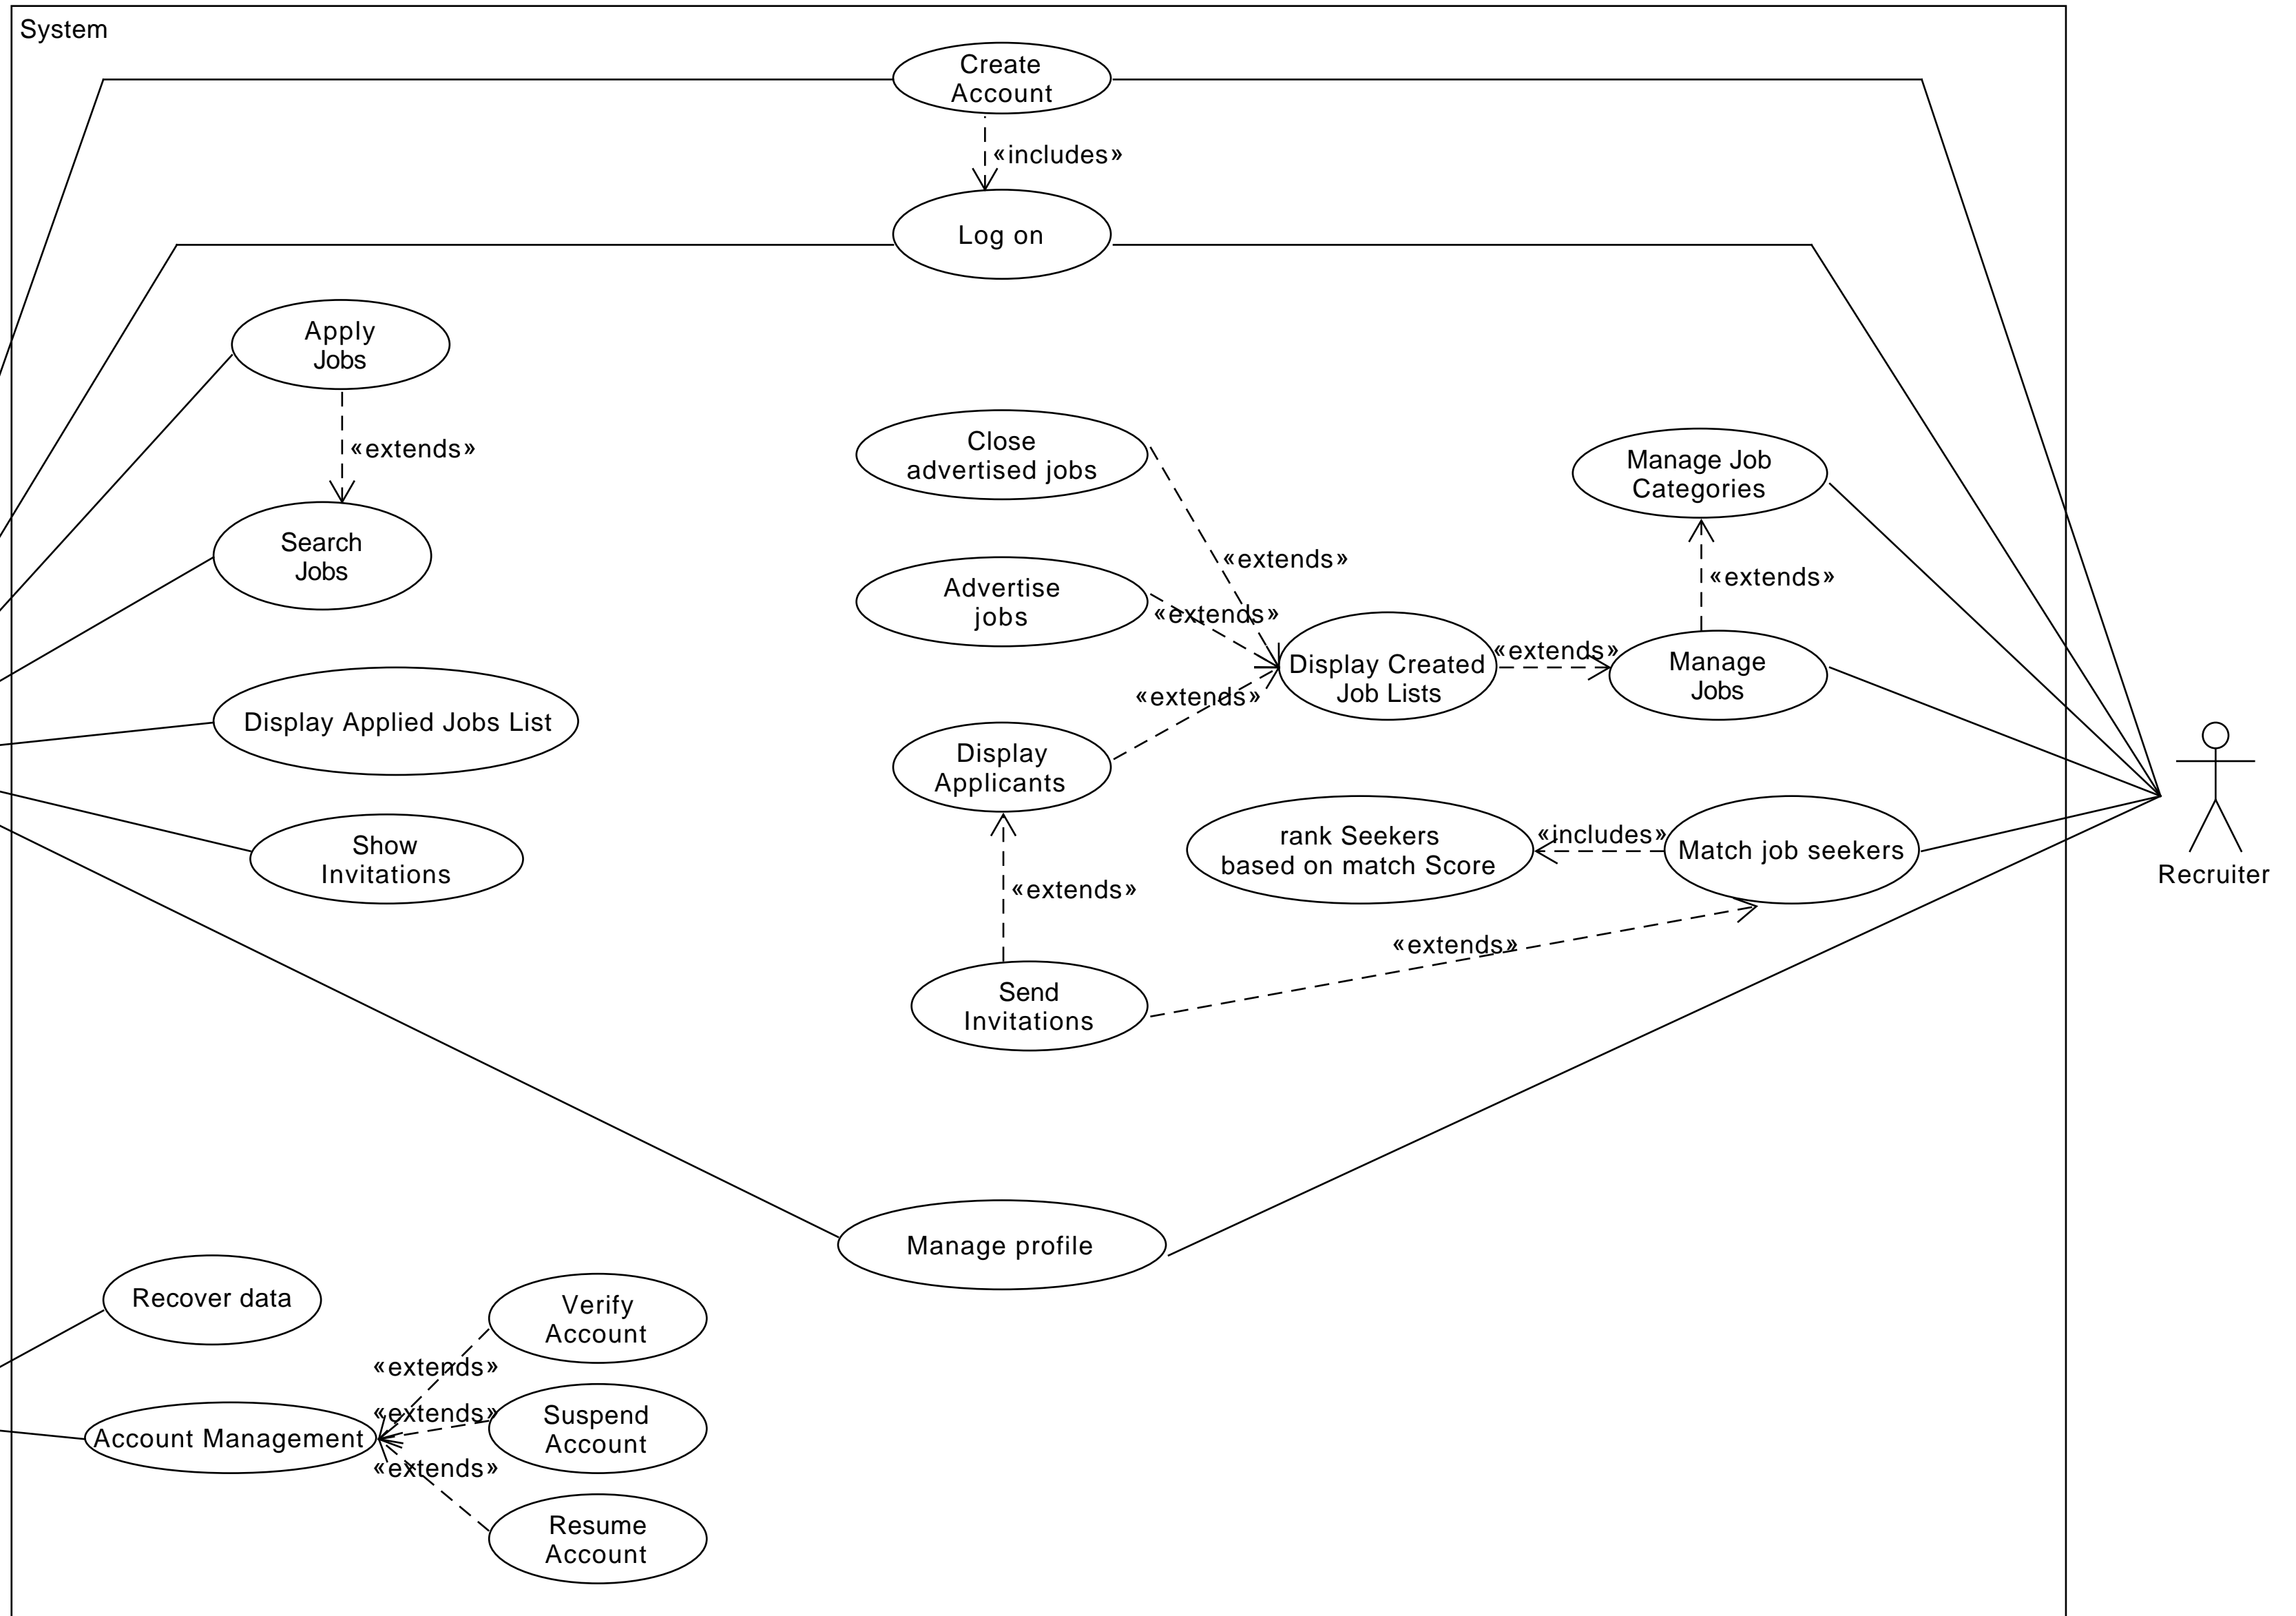 System
Create
Account
«includes»
Log on
Apply
Jobs
«extends»
Search
Jobs
Display Applied Jobs List
Show
Invitations
Close
advertised jobs
«extends»
Advertise
jobs
«extends»
Display Created
Job Lists
«extends»
Manage Job
Categories
«extends»
Manage
Jobs
«extends»
Display
Applicants
rank Seekers
based on match Score
«includes»
Match job seekers
Recruiter
«extends»
«extends»
Send
Invitations
Manage profile
Recover data
Verify
Account
«extends»
Account Management
«extends»
Suspend
Account
«extends»
Resume
Account